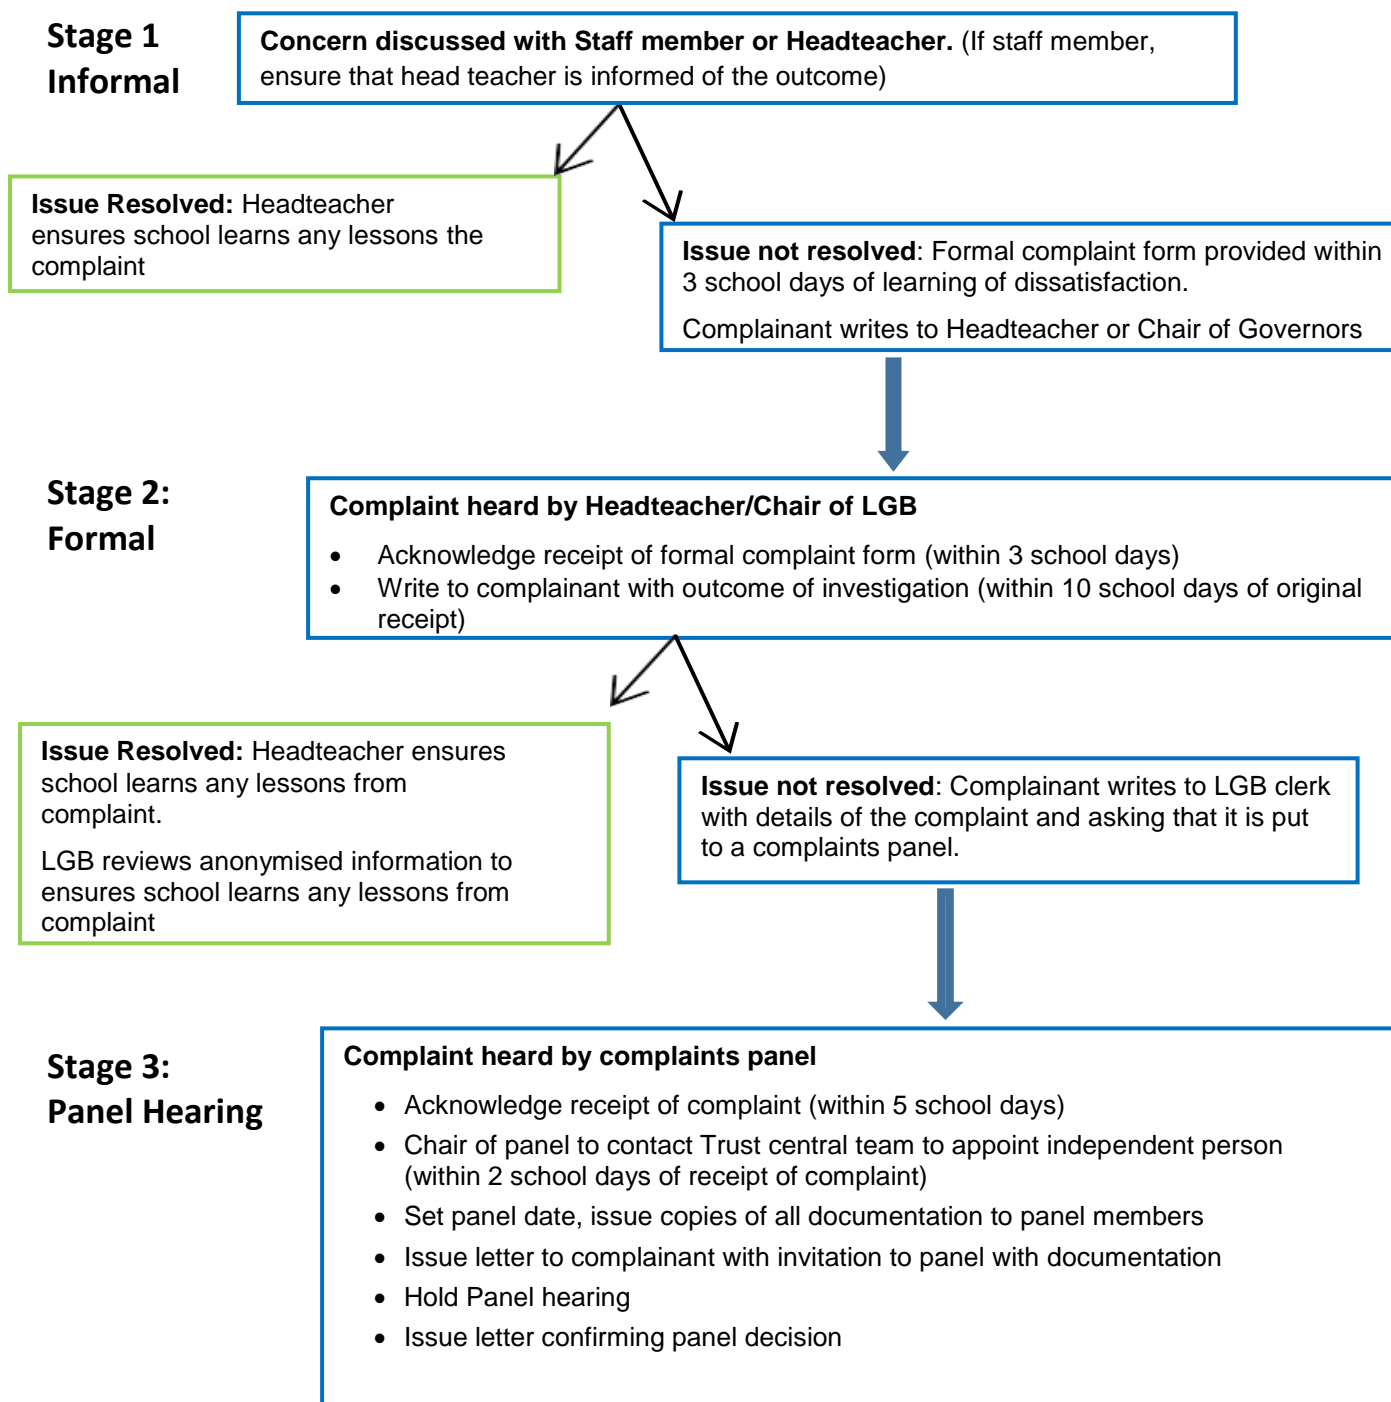 Stage 1
Informal
Concern discussed with Staff member or Headteacher. (If staff member,
ensure that head teacher is informed of the outcome)
Issue Resolved: Headteacher
ensures school learns any lessons the
complaint
Issue not resolved: Formal complaint form provided within
3 school days of learning of dissatisfaction.
Complainant writes to Headteacher or Chair of Governors
Stage 2:
Formal
Complaint heard by Headteacher/Chair of LGB
• Acknowledge receipt of formal complaint form (within 3 school days)
• Write to complainant with outcome of investigation (within 10 school days of original
receipt)
Issue Resolved: Headteacher ensures
school learns any lessons from
complaint.
LGB reviews anonymised information to
ensures school learns any lessons from
complaint
Issue not resolved: Complainant writes to LGB clerk
with details of the complaint and asking that it is put
to a complaints panel.
Stage 3:
Panel Hearing
Complaint heard by complaints panel
• Acknowledge receipt of complaint (within 5 school days)
• Chair of panel to contact Trust central team to appoint independent person
(within 2 school days of receipt of complaint)
• Set panel date, issue copies of all documentation to panel members
• Issue letter to complainant with invitation to panel with documentation
• Hold Panel hearing
• Issue letter confirming panel decision